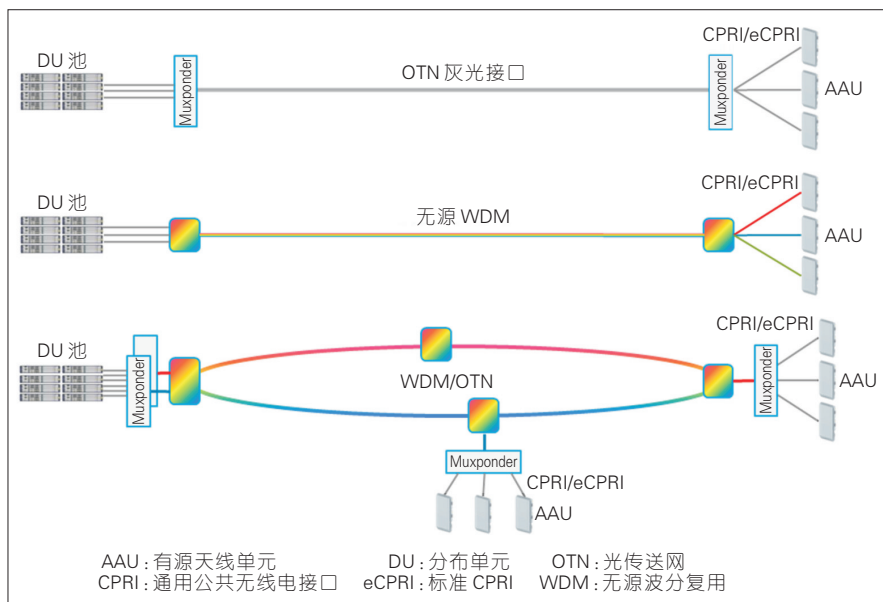 CPRI/eCPRI
DU 池
OTN 灰光接口
Muxponder
Muxponder
AAU
CPRI/eCPRI
DU 池
无源 WDM
AAU
CPRI/eCPRI
DU 池
Muxponder
WDM/OTN
Muxponder
AAU
Muxponder
CPRI/eCPRI
AAU
AAU：有源天线单元 DU：分布单元 OTN：光传送网
CPRI：通用公共无线电接口 eCPRI：标准 CPRI WDM：无源波分复用